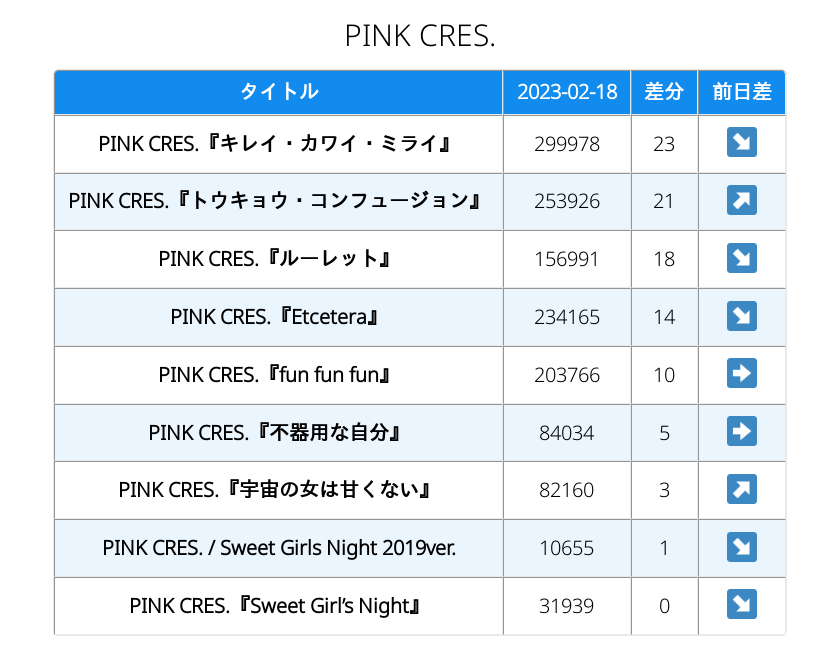 PINK CRES.
タイトル 2023-02-18 差分 前日差
PINK CRES.『キレイ・カワイ・ミライ』 299978 23 ↘
PINK CRES.『トウキョウ・コンフュージョン』 253926 21 ↗
PINK CRES.『ルーレット』 156991 18 ↘
PINK CRES.『Etcetera』 234165 14 ↘
PINK CRES.『fun fun fun』 203766 10 ➡
PINK CRES.『不器用な自分』 84034 5 ➡
PINK CRES.『宇宙の女は甘くない』 82160 3 ↗
PINK CRES. / Sweet Girls Night 2019ver. 10655 1 ↘
PINK CRES.『Sweet Girl’s Night』 31939 0 ↘